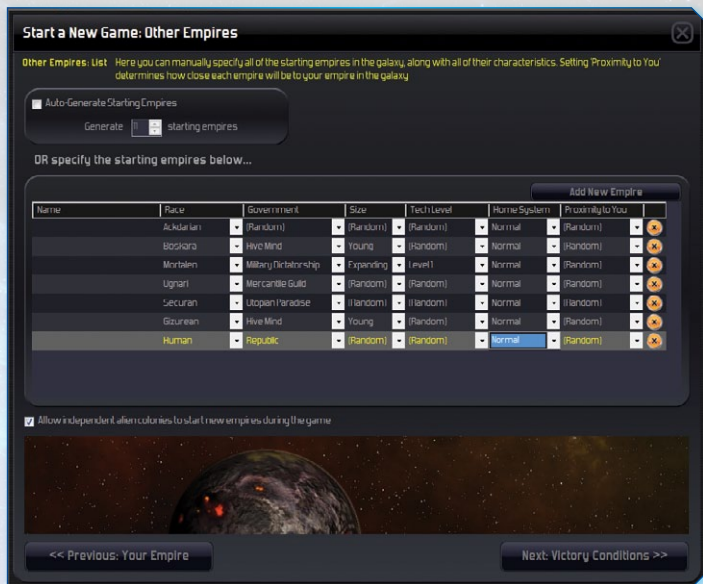 Start a New Game: Other Empires
Other Empires: List Here you can manually specify all of the starting empires in the galaxy, along with all of their characteristics. Setting 'Proximity to You'
determines how close each empire will be to your empire in the galaxy
Auto-Generate Starting Empires
Generate 11 starting empires
OR specify the starting empires below...
Add New Empire
Name Race Government Size Tech Level Home System Proximity to You
Ackdarian (Random) (Random) (Random) Normal (Random)
Boskara Hive Mind Young (Random) Normal (Random)
Mortalen Military Dictatorship Expanding Level 1 Normal (Random)
Ugnari Mercantile Guild (Random) (Random) Normal (Random)
Securan Utopian Paradise (Random) (Random) Normal (Random)
Gizurean Hive Mind Young (Random) Normal (Random)
Human Republic (Random) (Random) Normal (Random)
Allow independent alien colonies to start new empires during the game
<< Previous: Your Empire
Next: Victory Conditions >>